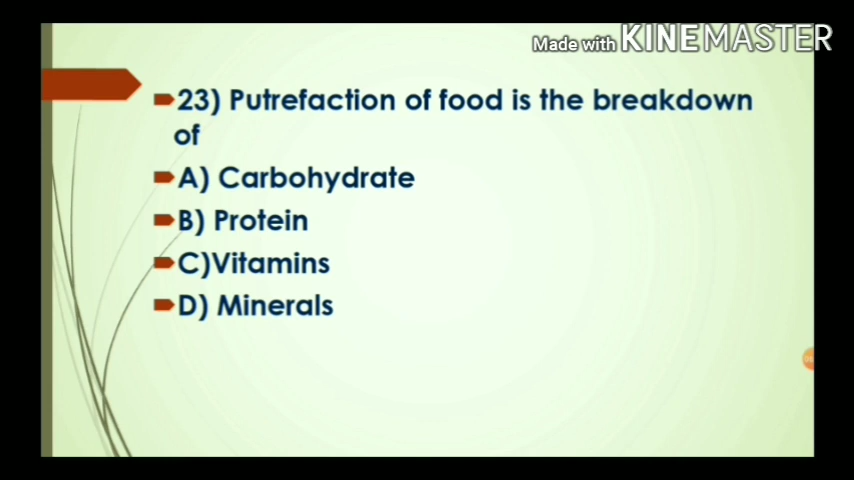 Made with KINEMASTER
23) Putrefaction of food is the breakdown
of
A) Carbohydrate
B) Protein
C)Vitamins
D) Minerals